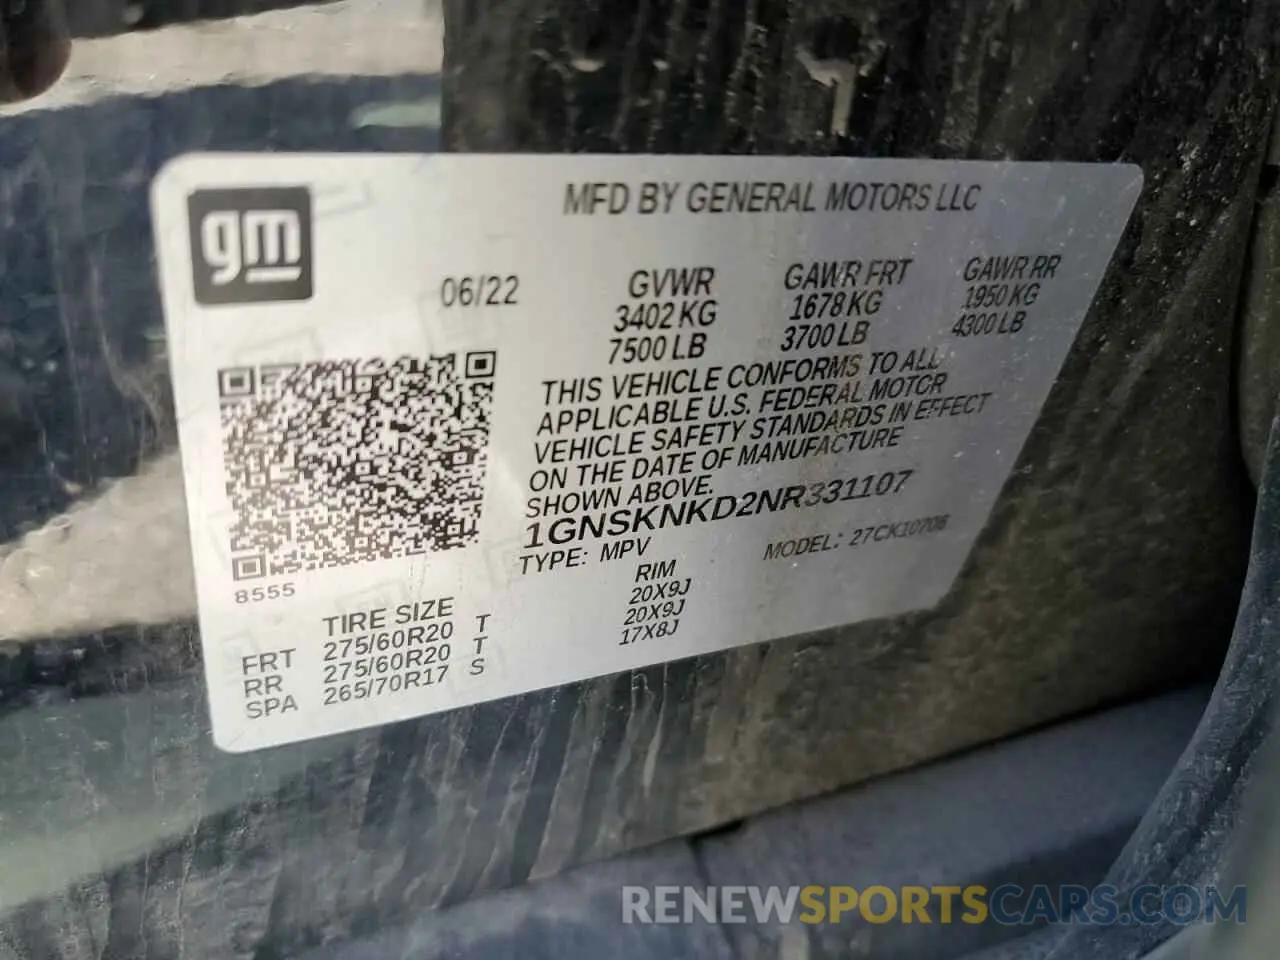 gm
MFD BY GENERAL MOTORS LLC
06/22
GVWR GAWR FRT GAWR RR
3402 KG 1678 KG 1950 KG
7500 LB 3700 LB 4300 LB
THIS VEHICLE CONFORMS TO ALL
APPLICABLE U.S. FEDERAL MOTOR
VEHICLE SAFETY STANDARDS IN EFFECT
ON THE DATE OF MANUFACTURE
SHOWN ABOVE.
1GNSKNKD2NR331107
TYPE: MPV MODEL: 27CK10706
8555
TIRE SIZE RIM
FRT 275/60R20 T 20X9J
RR 275/60R20 T 20X9J
SPA 265/70R17 S 17X8J
RENEWSPORTSCARS.COM